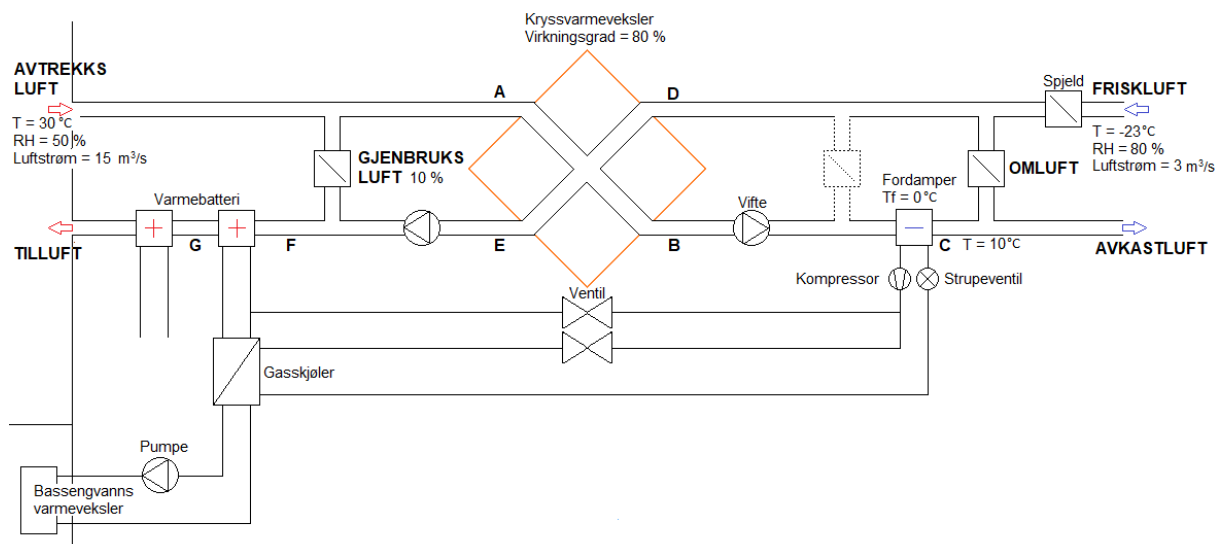 Kryssvarmeveksler
Virkningsgrad = 80 %
AVTREKKS
LUFT
T = 30°C
RH = 50 %
Luftstrøm = 15 m³/s
A
D
Spjeld
FRISKLUFT
T = -23°C
RH = 80 %
Luftstrøm = 3 m³/s
GJENBRUKS
LUFT 10 %
OMLUFT
Varmebatteri
Fordamper
Tf = 0°C
Vifte
TILLUFT
G
F
E
B
C
T = 10°C
AVKASTLUFT
Kompressor
Strupeventil
Ventil
Gasskjøler
Pumpe
Bassengvanns
varmeveksler